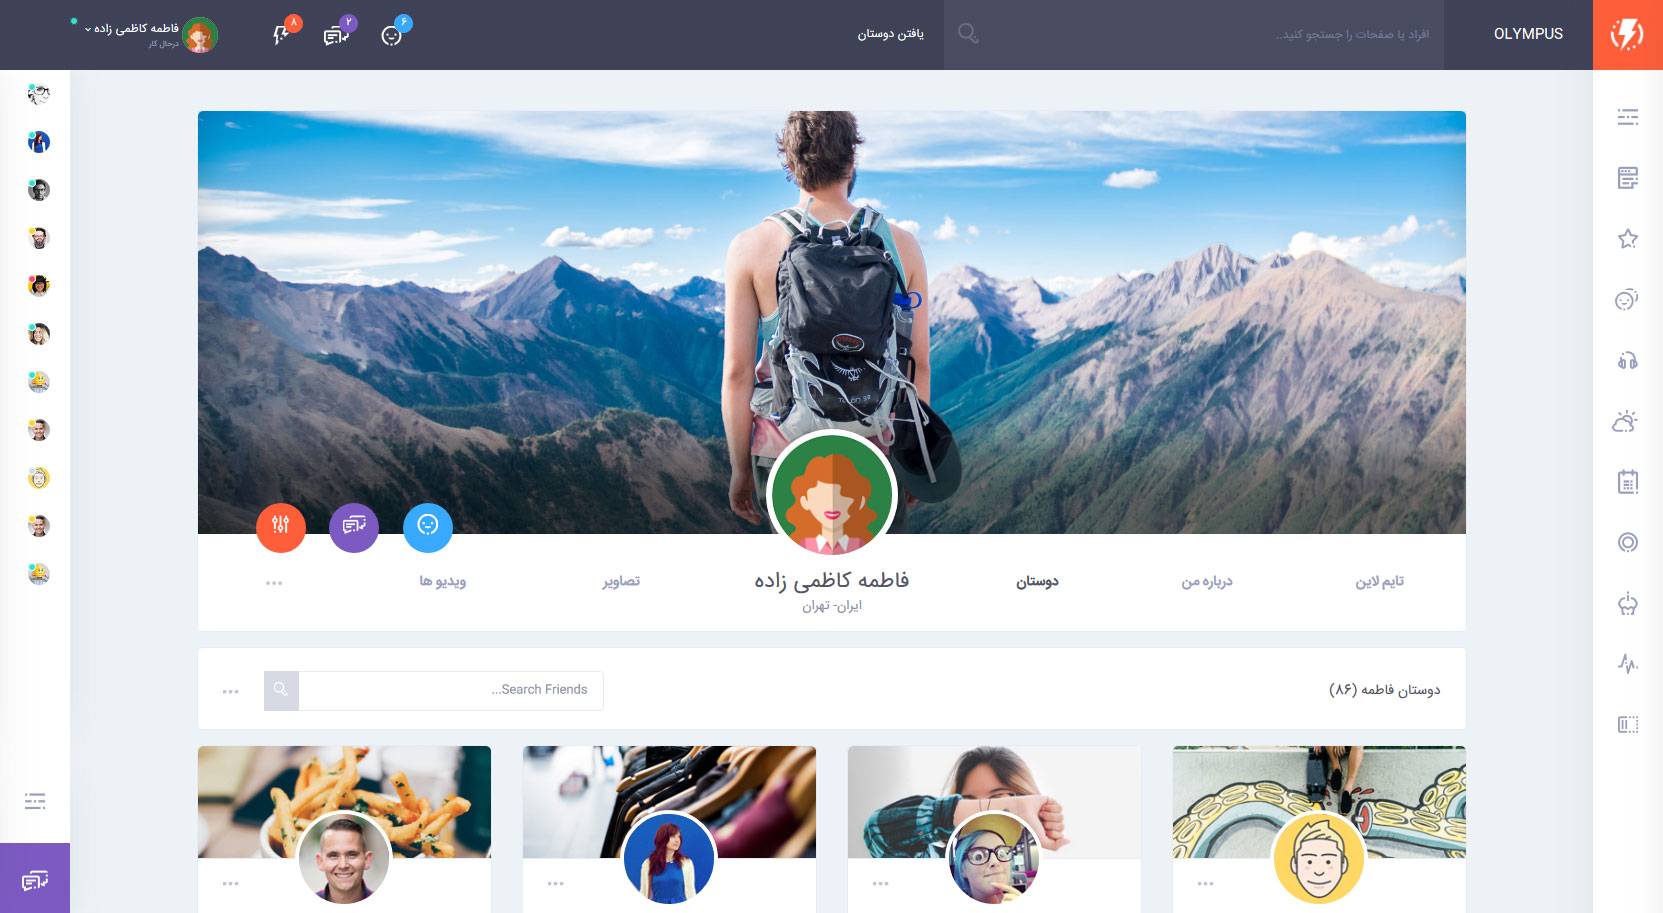 OLYMPUS
افراد یا صفحات را جستجو کنید..
یافتن دوستان
۶
۲
۸
فاطمه کاظمی زاده
درحال کار
تایم لاین
درباره من
دوستان
فاطمه کاظمی زاده
ایران- تهران
تصاویر
ویدیو ها
دوستان فاطمه (۸۶)
Search Friends...